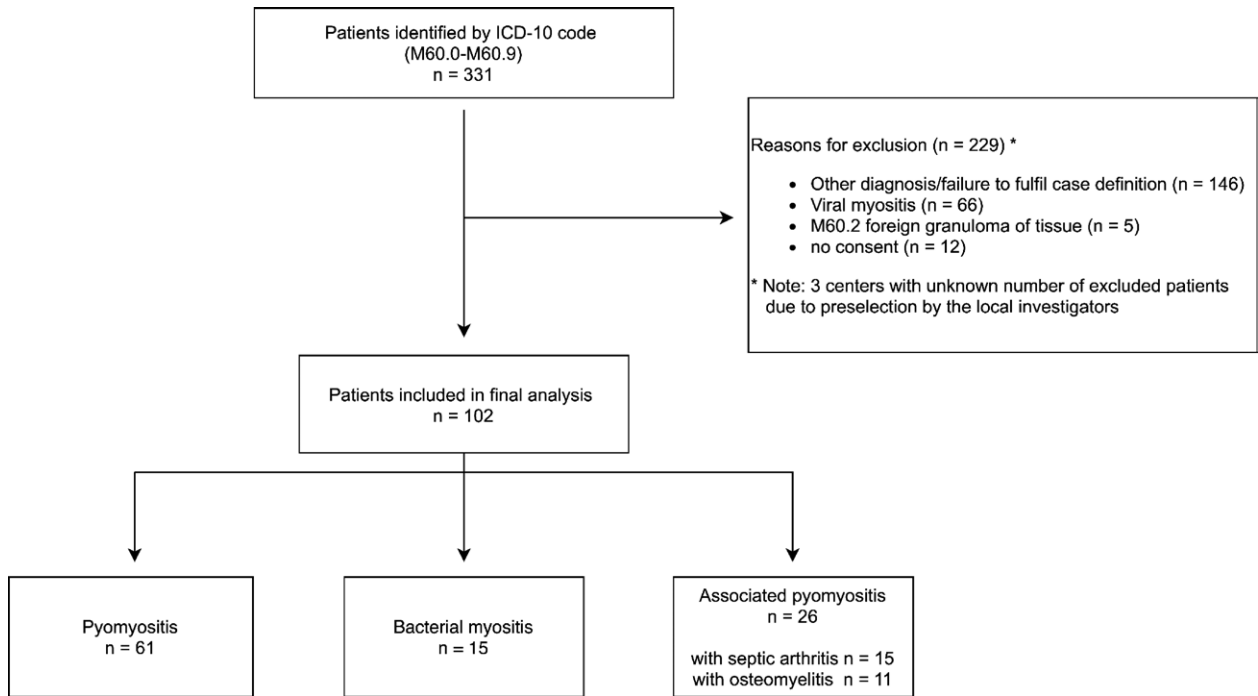 Patients identified by ICD-10 code
(M60.0-M60.9)
n = 331
Reasons for exclusion (n = 229) *
• Other diagnosis/failure to fulfil case definition (n = 146)
• Viral myositis (n = 66)
• M60.2 foreign granuloma of tissue (n = 5)
• no consent (n = 12)
* Note: 3 centers with unknown number of excluded patients
due to preselection by the local investigators
Patients included in final analysis
n = 102
Pyomyositis
n = 61
Bacterial myositis
n = 15
Associated pyomyositis
n = 26
with septic arthritis n = 15
with osteomyelitis n = 11